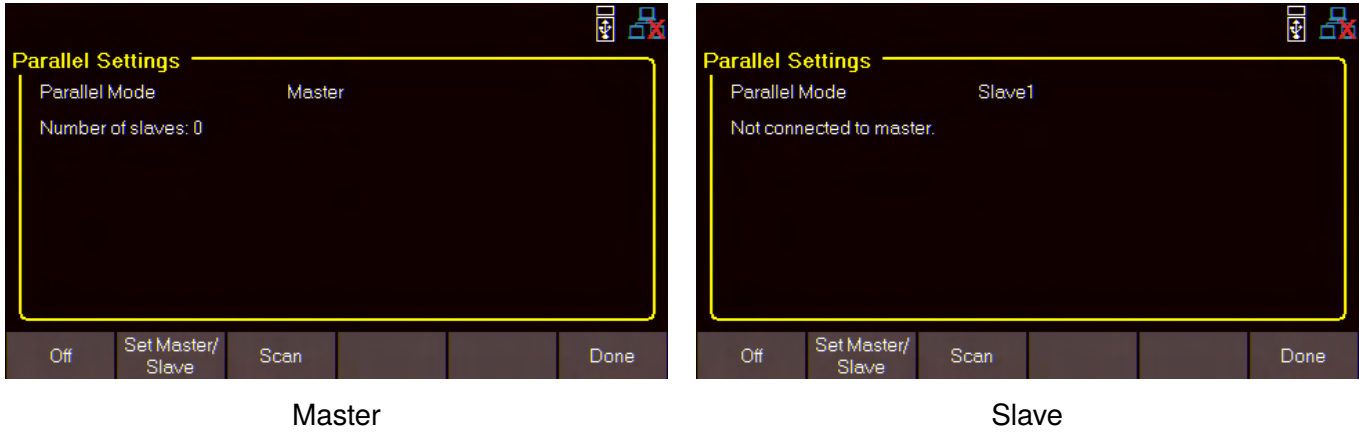 Parallel Settings
Parallel Mode Master
Number of slaves: 0
Off Set Master/ Slave Scan Done
Master
Parallel Settings
Parallel Mode Slave1
Not connected to master.
Off Set Master/ Slave Scan Done
Slave